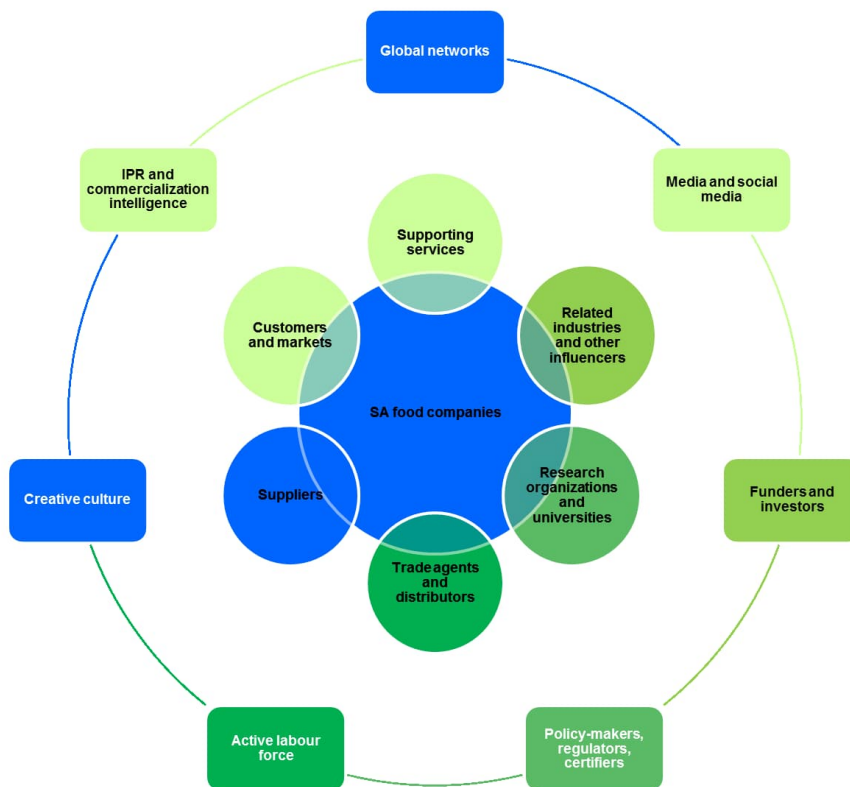 Global networks
IPR and
commercialization
intelligence
Media and social
media
Supporting
services
Customers
and markets
Related
industries
and other
influencers
SA food companies
Suppliers
Research
organizations
and
universities
Creative culture
Funders and
investors
Trade agents
and
distributors
Active labour
force
Policy-makers,
regulators,
certifiers